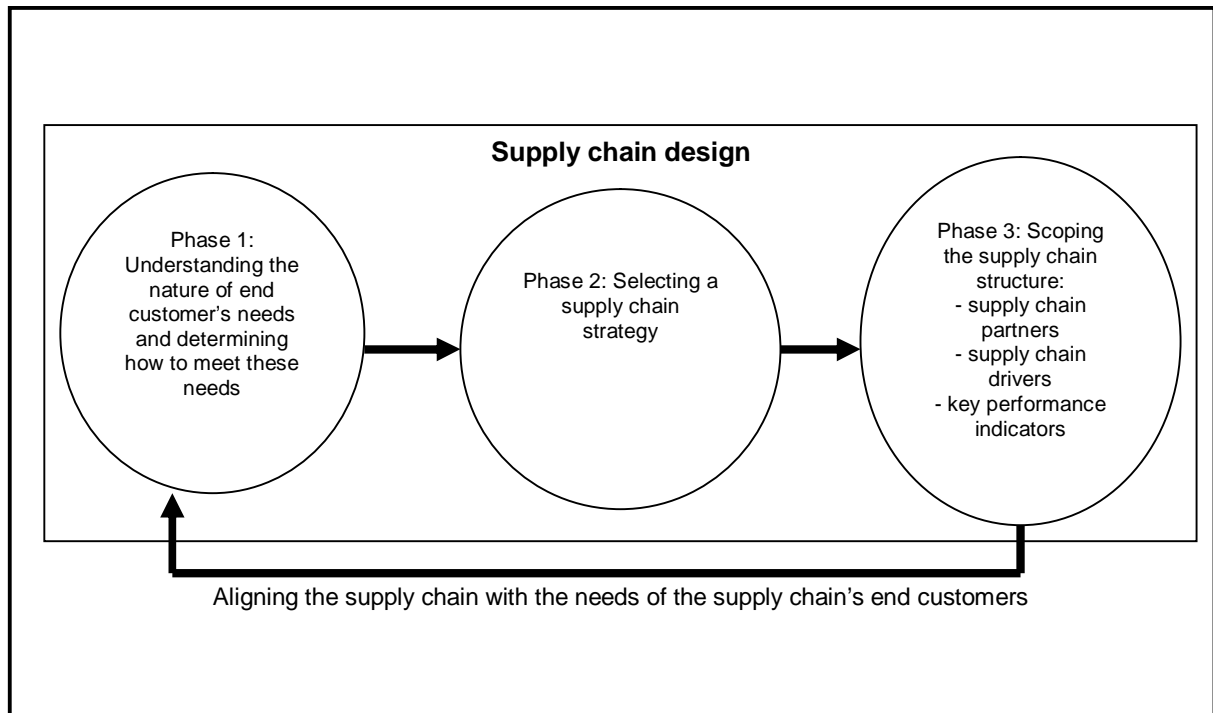 Supply chain design
Phase 1:
Understanding the
nature of end
customer's needs
and determining
how to meet these
needs
Phase 2: Selecting a
supply chain
strategy
Phase 3: Scoping
the supply chain
structure:
- supply chain
partners
- supply chain
drivers
- key performance
indicators
Aligning the supply chain with the needs of the supply chain's end customers